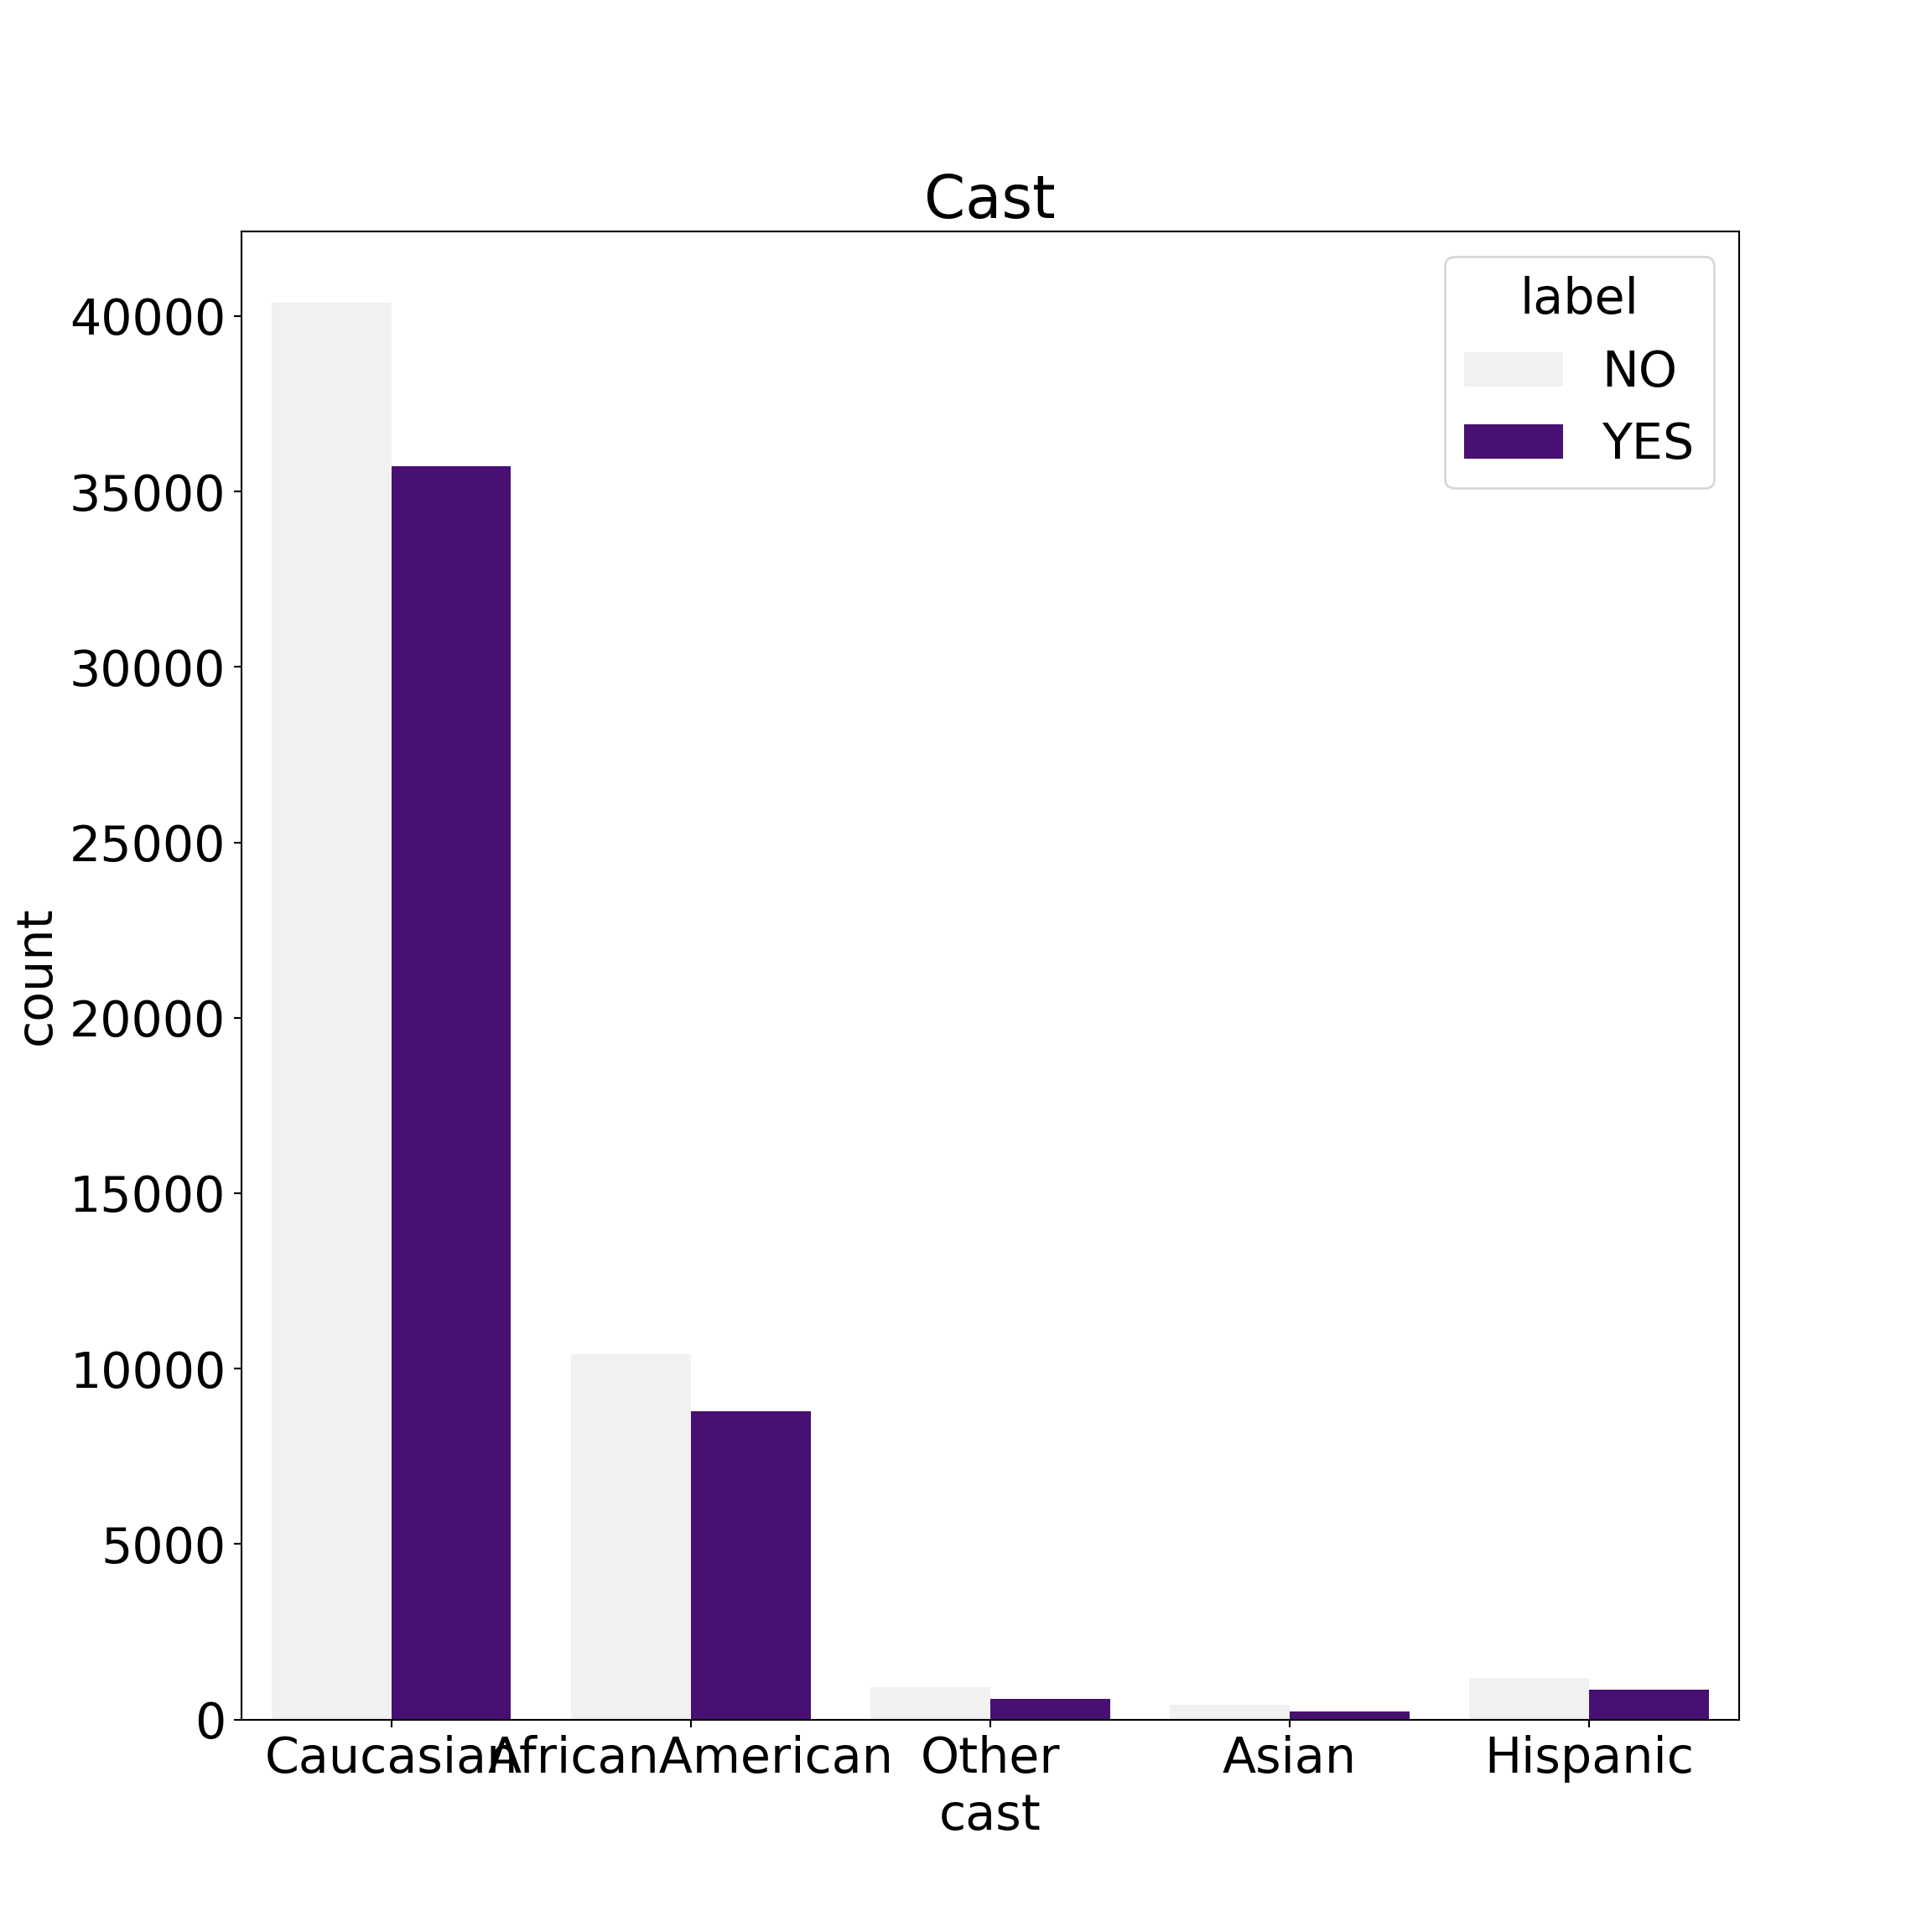 Cast
label
NO
YES
40000
35000
30000
25000
20000
15000
10000
5000
0
count
Caucasian AfricanAmerican Other Asian Hispanic
cast